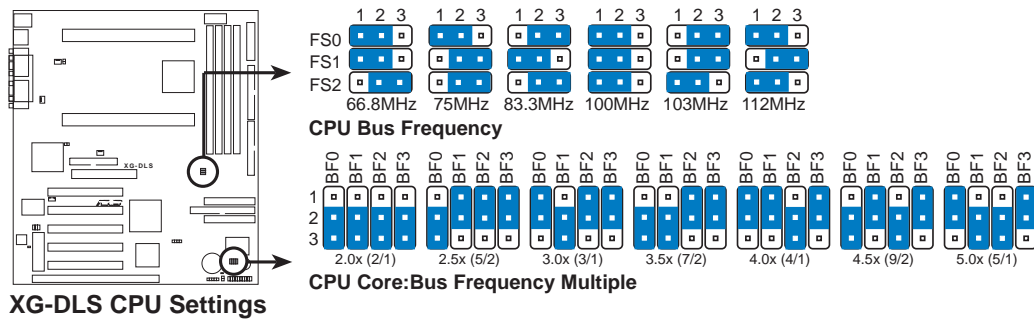 1 2 3 1 2 3 1 2 3 1 2 3 1 2 3 1 2 3
FS0
FS1
FS2
66.8MHz 75MHz 83.3MHz 100MHz 103MHz 112MHz
CPU Bus Frequency
XG-DLS
BF0 BF1 BF2 BF3 BF0 BF1 BF2 BF3 BF0 BF1 BF2 BF3 BF0 BF1 BF2 BF3 BF0 BF1 BF2 BF3 BF0 BF1 BF2 BF3 BF0 BF1 BF2 BF3
1
2
3
2.0x (2/1) 2.5x (5/2) 3.0x (3/1) 3.5x (7/2) 4.0x (4/1) 4.5x (9/2) 5.0x (5/1)
CPU Core:Bus Frequency Multiple
XG-DLS CPU Settings